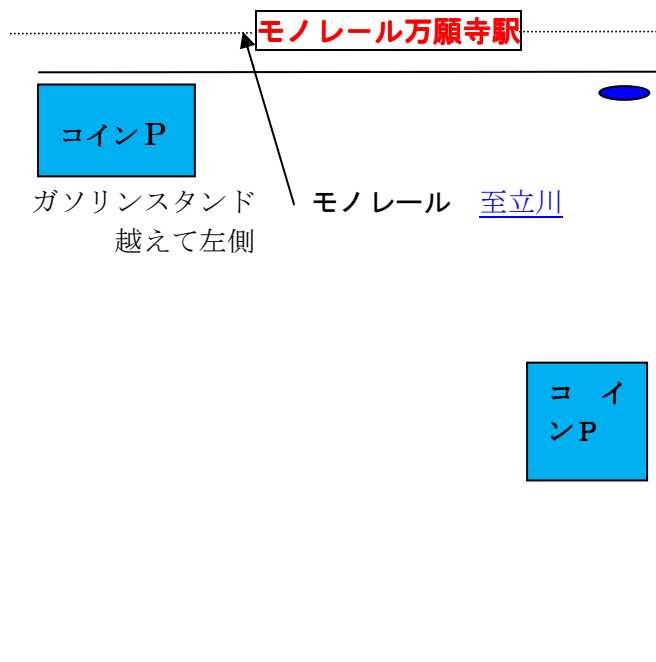 モノレール万願寺駅
コインP
ガソリンスタンド
越えて左側
モノレール 至立川
コ イ
ンP